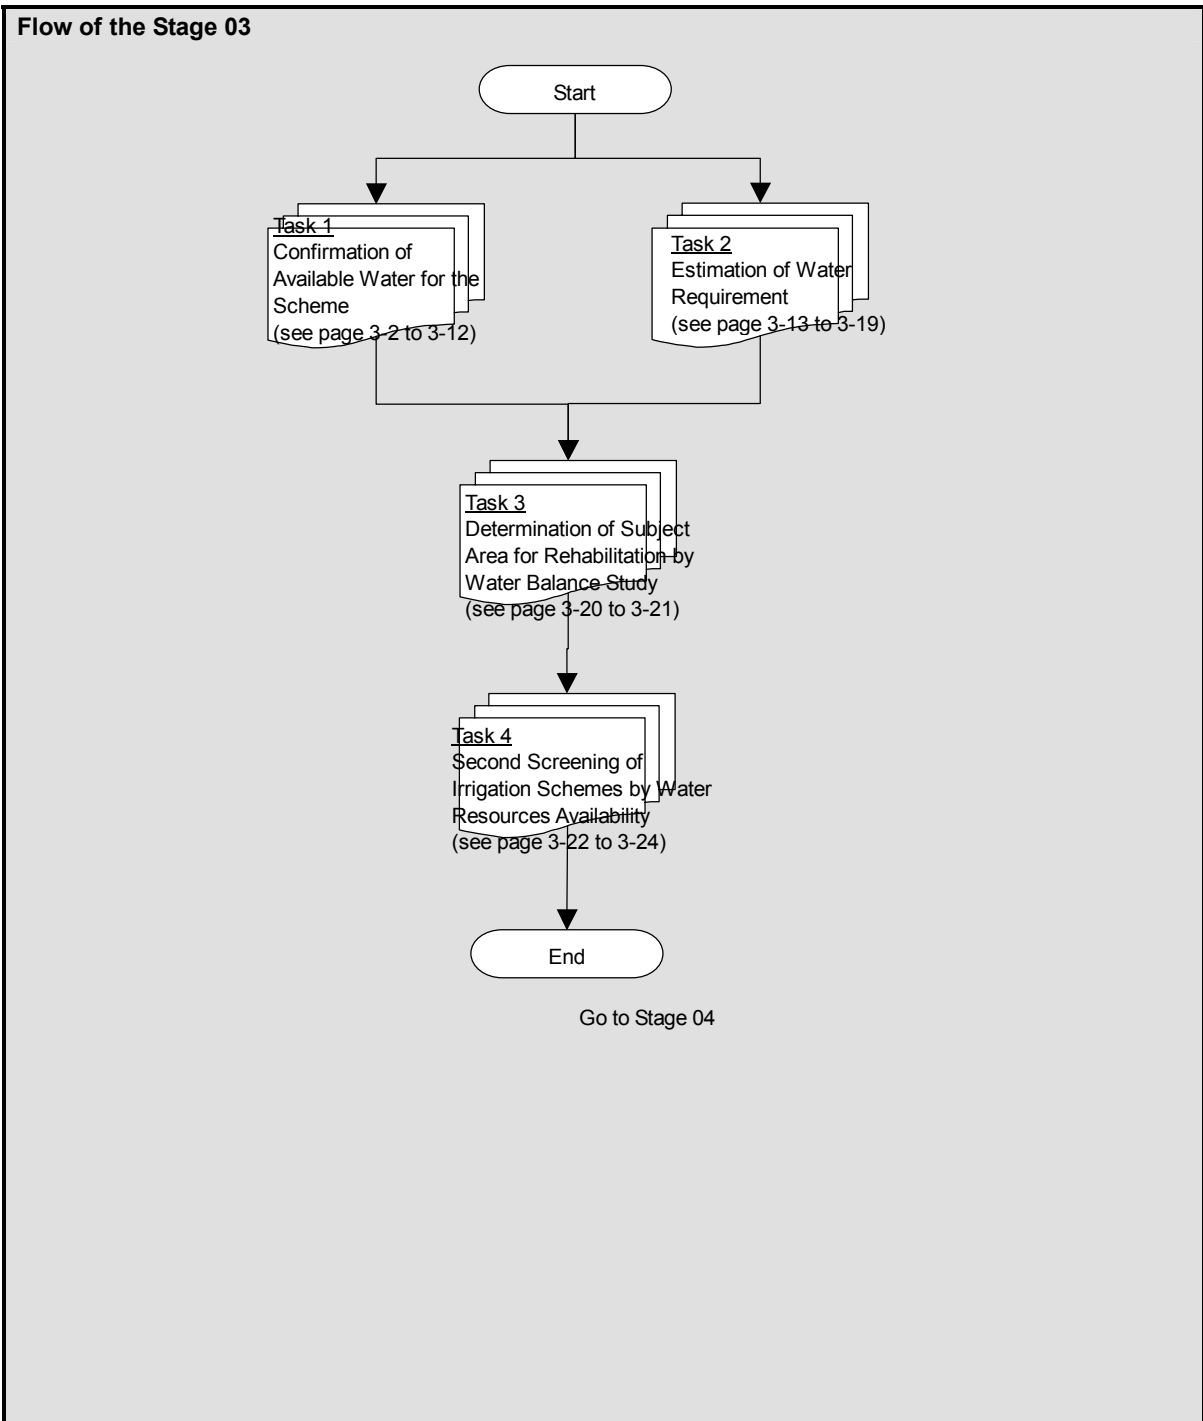 Flow of the Stage 03
Start
Task 1
Confirmation of
Available Water for the
Scheme
(see page 3-2 to 3-12)
Task 2
Estimation of Water
Requirement
(see page 3-13 to 3-19)
Task 3
Determination of Subject
Area for Rehabilitation by
Water Balance Study
(see page 3-20 to 3-21)
Task 4
Second Screening of
Irrigation Schemes by Water
Resources Availability
(see page 3-22 to 3-24)
End
Go to Stage 04